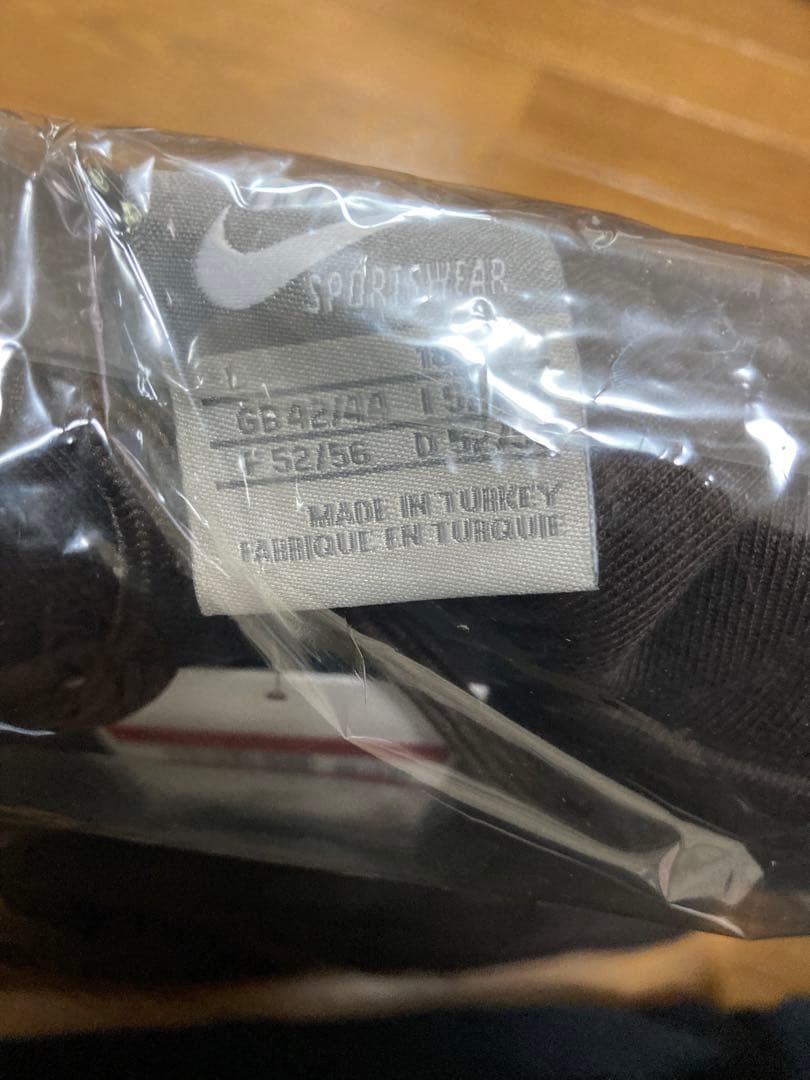 SPORTSWEAR
L
GB 42/44 I
F 52/56 D
MADE IN TURKEY
FABRIQUE EN TURQUIE